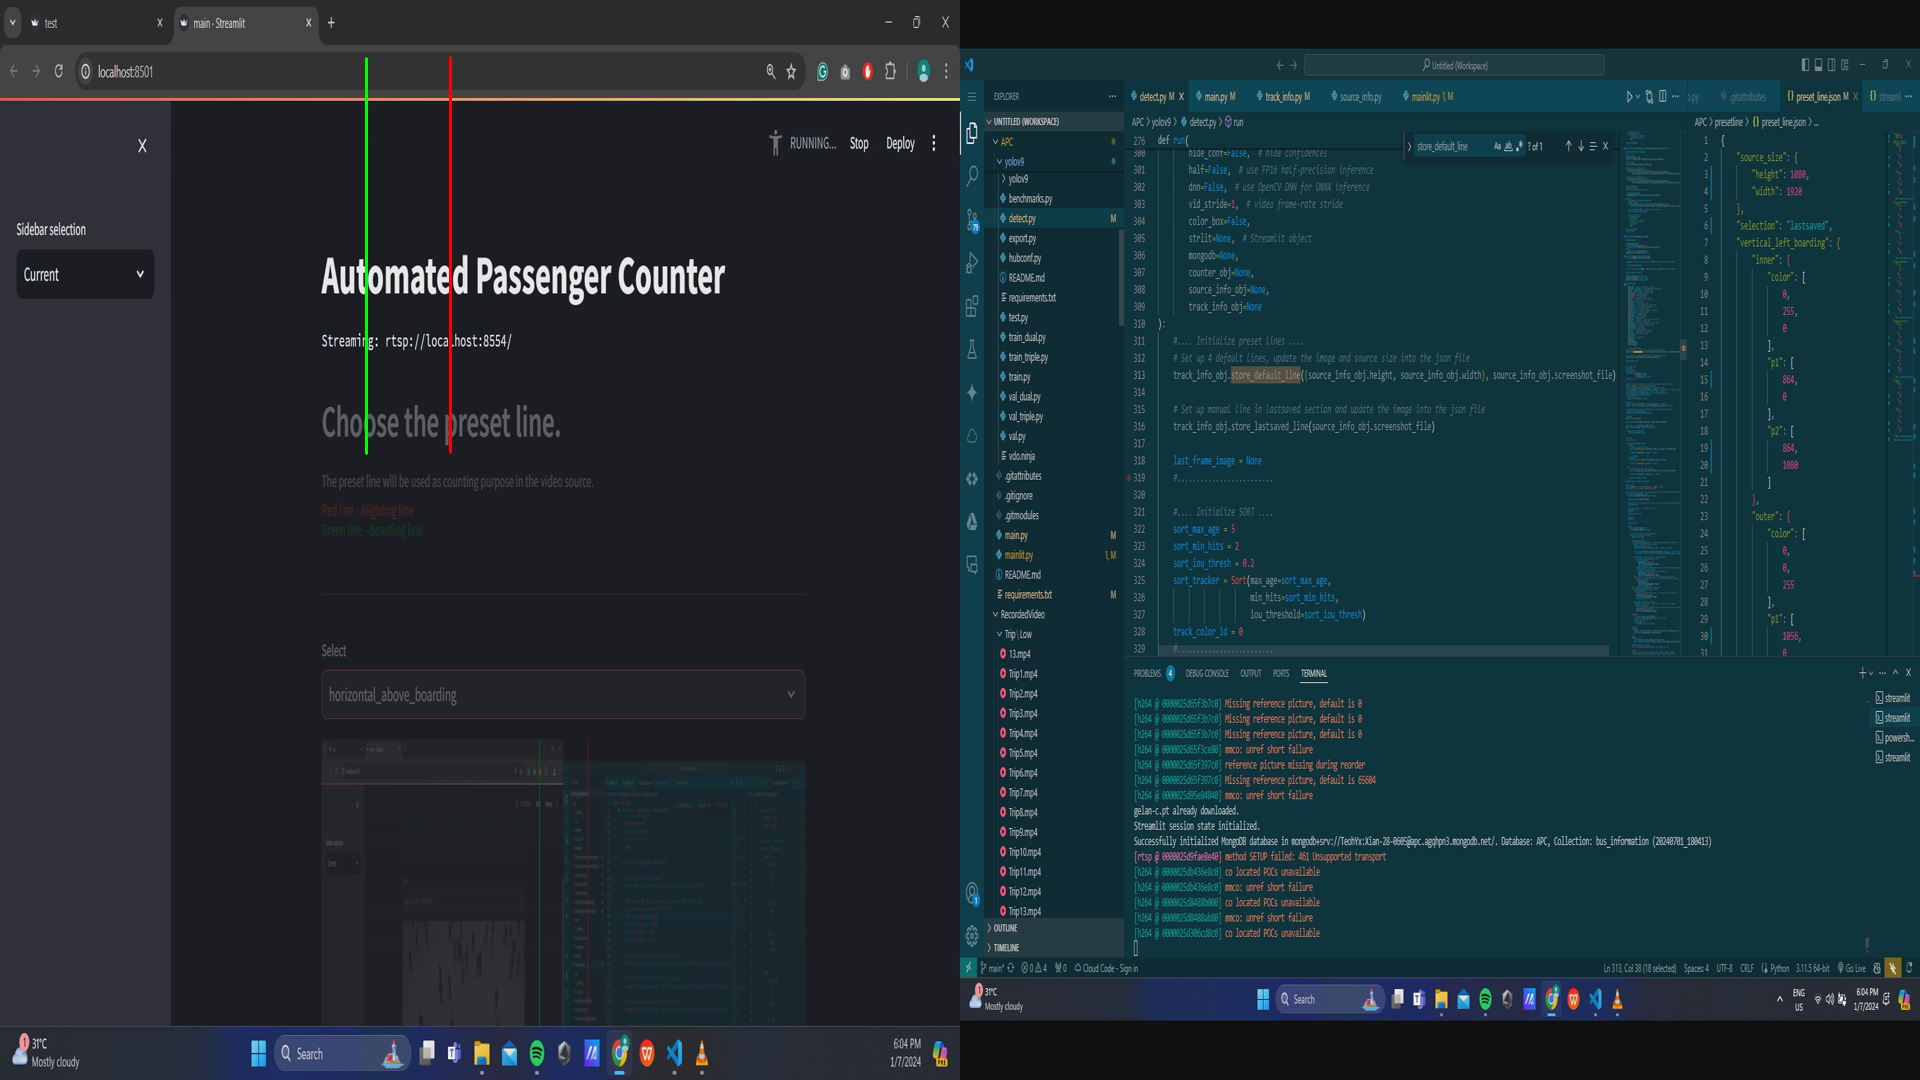 test
main · Streamlit
localhost:8501
RUNNING...
Stop
Deploy
Sidebar selection
Current
Automated Passenger Counter
Streaming: rtsp://localhost:8554/
Choose the preset line.
The preset line will be used as counting purpose in the video source.
Red line - Alighting line
Green line - Boarding line
Select
horizontal_above_boarding
31°C
Mostly cloudy
Search
6:04 PM
1/7/2024
Untitled (Workspace)
EXPLORER
UNTITLED (WORKSPACE)
APC
yolov9
yolov9
benchmarks.py
detect.py M
export.py
hubconf.py
README.md
requirements.txt
test.py
train_dual.py
train_triple.py
train.py
val_dual.py
val_triple.py
val.py
vdo.ninja
.gitattributes
.gitignore
.gitmodules
main.py M
mainlit.py 1, M
README.md
requirements.txt M
RecordedVideo
Trip\Low
13.mp4
Trip1.mp4
Trip2.mp4
Trip3.mp4
Trip4.mp4
Trip5.mp4
Trip6.mp4
Trip7.mp4
Trip8.mp4
Trip9.mp4
Trip10.mp4
Trip11.mp4
Trip12.mp4
Trip13.mp4
OUTLINE
TIMELINE
detect.py M
main.py M
track_info.py M
source_info.py
mainlit.py 1, M
APC > yolov9 > detect.py > run
store_default_line
? of 1
276 def run(
300 hide_conf=False, # hide confidences
301 half=False, # use FP16 half-precision inference
302 dnn=False, # use OpenCV DNN for ONNX inference
303 vid_stride=1, # video frame-rate stride
304 color_box=False,
305 strlit=None, # Streamlit object
306 mongodb=None,
307 counter_obj=None,
308 source_info_obj=None,
309 track_info_obj=None
310 ):
311 #.... Initialize preset lines ....
312 # Set up 4 default lines, update the image and source size into the json file
313 track_info_obj.store_default_line((source_info_obj.height, source_info_obj.width), source_info_obj.screenshot_file)
314
315 # Set up manual line in lastsaved section and update the image into the json file
316 track_info_obj.store_lastsaved_line(source_info_obj.screenshot_file)
317
318 last_frame_image = None
319 #........................
320
321 #.... Initialize SORT ....
322 sort_max_age = 5
323 sort_min_hits = 2
324 sort_iou_thresh = 0.2
325 sort_tracker = Sort(max_age=sort_max_age,
326 min_hits=sort_min_hits,
327 iou_threshold=sort_iou_thresh)
328 track_color_id = 0
329 #........................
.gitattributes
preset_line.json M
APC > presetline > {} preset_line.json > ...
1 {
2 "source_size": {
3 "height": 1080,
4 "width": 1920
5 },
6 "selection": "lastsaved",
7 "vertical_left_boarding": {
8 "inner": {
9 "color": [
10 0,
11 255,
12 0
13 ],
14 "p1": [
15 864,
16 0
17 ],
18 "p2": [
19 864,
20 1080
21 ]
22 },
23 "outer": {
24 "color": [
25 0,
26 0,
27 255
28 ],
29 "p1": [
30 1056,
31 0
PROBLEMS 4
DEBUG CONSOLE
OUTPUT
PORTS
TERMINAL
[h264 @ 0000025d65f3b7c0] Missing reference picture, default is 0
[h264 @ 0000025d65f3b7c0] Missing reference picture, default is 0
[h264 @ 0000025d65f3b7c0] Missing reference picture, default is 0
[h264 @ 0000025d65f3ce80] mmco: unref short failure
[h264 @ 0000025d65f397c0] reference picture missing during reorder
[h264 @ 0000025d65f397c0] Missing reference picture, default is 65604
[h264 @ 0000025d95e84840] mmco: unref short failure
gelan-c.pt already downloaded.
Streamlit session state initialized.
Successfully initialized MongoDB database in mongodb+srv://TeohYx:Xian-28-0605@apc.agqhpn3.mongodb.net/. Database: APC, Collection: bus_information (20240701_180413)
[rtsp @ 0000025d9fae8e40] method SETUP failed: 461 Unsupported transport
[h264 @ 0000025db436e8c0] co located POCs unavailable
[h264 @ 0000025db436e8c0] mmco: unref short failure
[h264 @ 0000025d8488b000] co located POCs unavailable
[h264 @ 0000025d8488ab80] mmco: unref short failure
[h264 @ 0000025d306cd8c0] co located POCs unavailable
streamlit
streamlit
powersh...
streamlit
main*
0 4
0
Cloud Code - Sign in
Ln 313, Col 38 (18 selected)
Spaces: 4
UTF-8
CRLF
Python
3.11.5 64-bit
Go Live
31°C
Mostly cloudy
Search
ENG
US
6:04 PM
1/7/2024